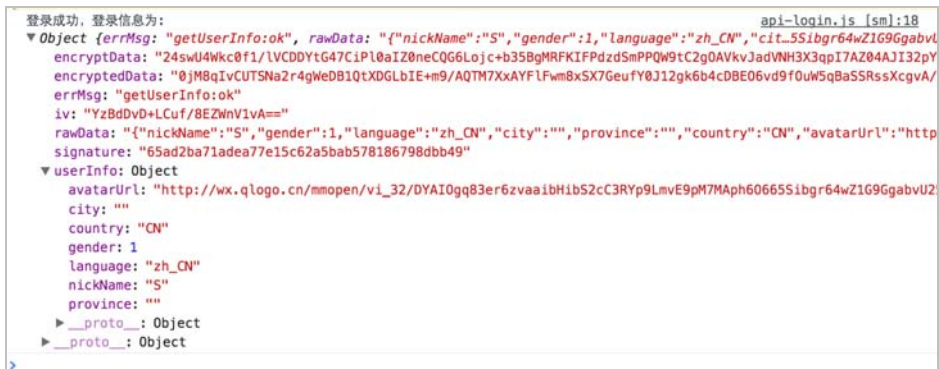 登录成功，登录信息为: api-login.js [sm]:18
▼Object {errMsg: "getUserInfo:ok", rawData: "{"nickName":"S","gender":1,"language":"zh_CN","cit…5Sibgr64wZ1G9GgabvU
encryptData: "24swU4Wkc0f1/lVCDDYtG47CiPl0aIZ0neCQG6Lojc+b35BgMRFKIFPdzdSmPPQW9tC2gOAVkvJadVNH3X3qpI7AZ04AJI32pY
encryptedData: "0jM8qIvCUTSNa2r4gWeDB1QtXDGLbIE+m9/AQTM7XxAYFlFwm8xSX7GeufY0J12gk6b4cDBEO6vd9fOuW5qBaSSRssXcgvA/
errMsg: "getUserInfo:ok"
iv: "YzBdDvD+LCuf/8EZWnV1vA=="
rawData: "{"nickName":"S","gender":1,"language":"zh_CN","city":"","province":"","country":"CN","avatarUrl":"http
signature: "65ad2ba71adea77e15c62a5bab578186798dbb49"
▼userInfo: Object
avatarUrl: "http://wx.qlogo.cn/mmopen/vi_32/DYAIOgq83er6zvaaibHibS2cC3RYp9LmvE9pM7MAph6O665Sibgr64wZ1G9GgabvU2
city: ""
country: "CN"
gender: 1
language: "zh_CN"
nickName: "S"
province: ""
▶__proto__: Object
▶__proto__: Object
>